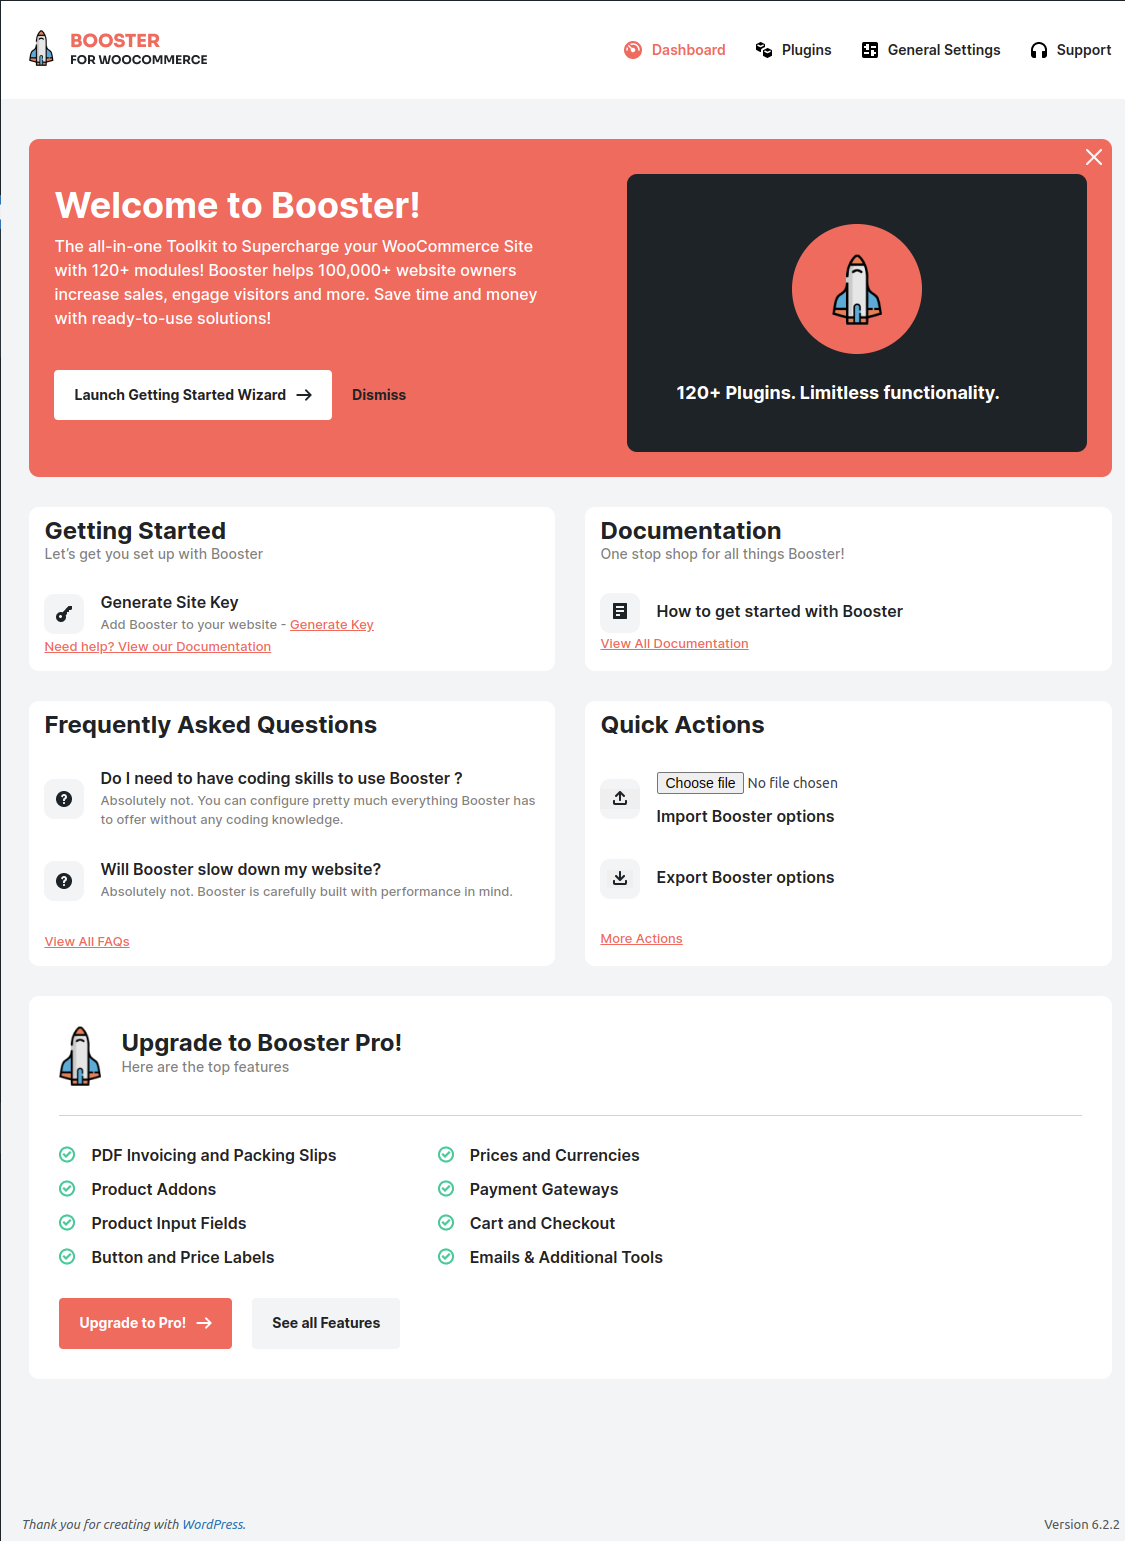 BOOSTER
FOR WOOCOMMERCE
Dashboard
Plugins
General Settings
Support
Welcome to Booster!
The all-in-one Toolkit to Supercharge your WooCommerce Site
with 120+ modules! Booster helps 100,000+ website owners
increase sales, engage visitors and more. Save time and money
with ready-to-use solutions!
Launch Getting Started Wizard
Dismiss
120+ Plugins. Limitless functionality.
Getting Started
Let's get you set up with Booster
Generate Site Key
Add Booster to your website - Generate Key
Need help? View our Documentation
Documentation
One stop shop for all things Booster!
How to get started with Booster
View All Documentation
Frequently Asked Questions
Do I need to have coding skills to use Booster ?
Absolutely not. You can configure pretty much everything Booster has
to offer without any coding knowledge.
Will Booster slow down my website?
Absolutely not. Booster is carefully built with performance in mind.
View All FAQs
Quick Actions
Choose file No file chosen
Import Booster options
Export Booster options
More Actions
Upgrade to Booster Pro!
Here are the top features
PDF Invoicing and Packing Slips
Product Addons
Product Input Fields
Button and Price Labels
Prices and Currencies
Payment Gateways
Cart and Checkout
Emails & Additional Tools
Upgrade to Pro!
See all Features
Thank you for creating with WordPress.
Version 6.2.2